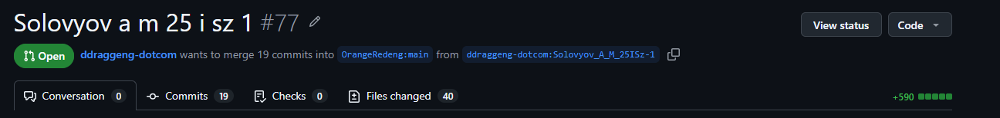 Solovyov a m 25 i sz 1 #77
View status
Code
Open
ddraggeng-dotcom wants to merge 19 commits into OrangeRedeng:main from ddraggeng-dotcom:Solovyov_A_M_25ISz-1
Conversation 0
Commits 19
Checks 0
Files changed 40
+590